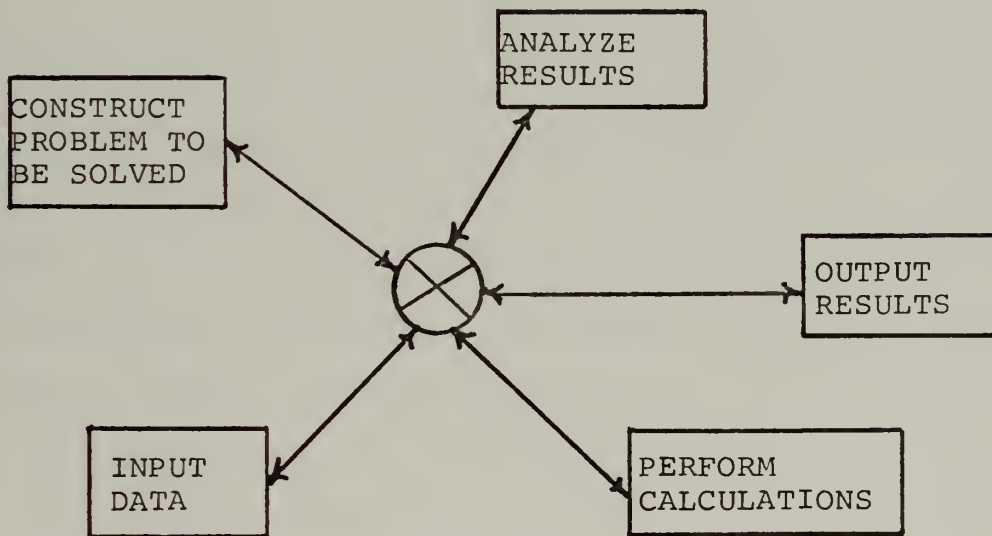 ANALYZE
RESULTS
CONSTRUCT
PROBLEM TO
BE SOLVED
OUTPUT
RESULTS
INPUT
DATA
PERFORM
CALCULATIONS